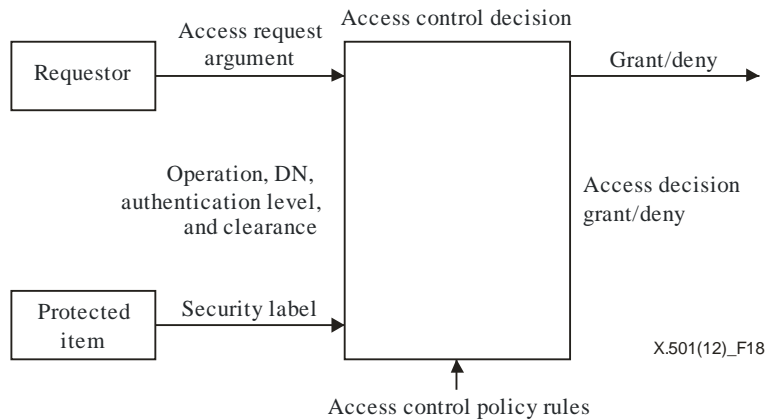 Access control decision
Access request
argument
Requestor
Grant/deny
Operation, DN,
authentication level,
and clearance
Access decision
grant/deny
Protected
item
Security label
X.501(12)_F18
Access control policy rules